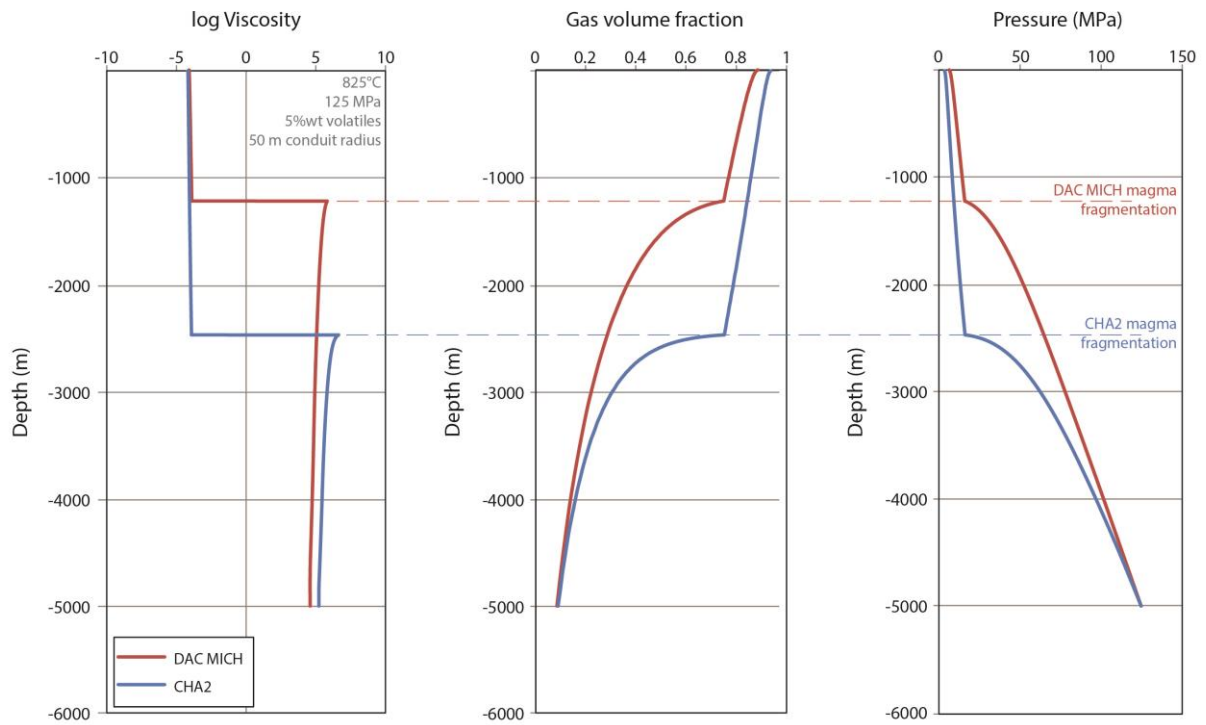 log Viscosity
-10 -5 0 5 10
825°C
125 MPa
5%wt volatiles
50 m conduit radius
-1000
-2000
-3000
-4000
-5000
-6000
Depth (m)
DAC MICH
CHA2
Gas volume fraction
0 0.2 0.4 0.6 0.8 1
-1000
-2000
-3000
-4000
-5000
-6000
Depth (m)
Pressure (MPa)
0 50 100 150
-1000
-2000
-3000
-4000
-5000
-6000
Depth (m)
DAC MICH magma
fragmentation
CHA2 magma
fragmentation